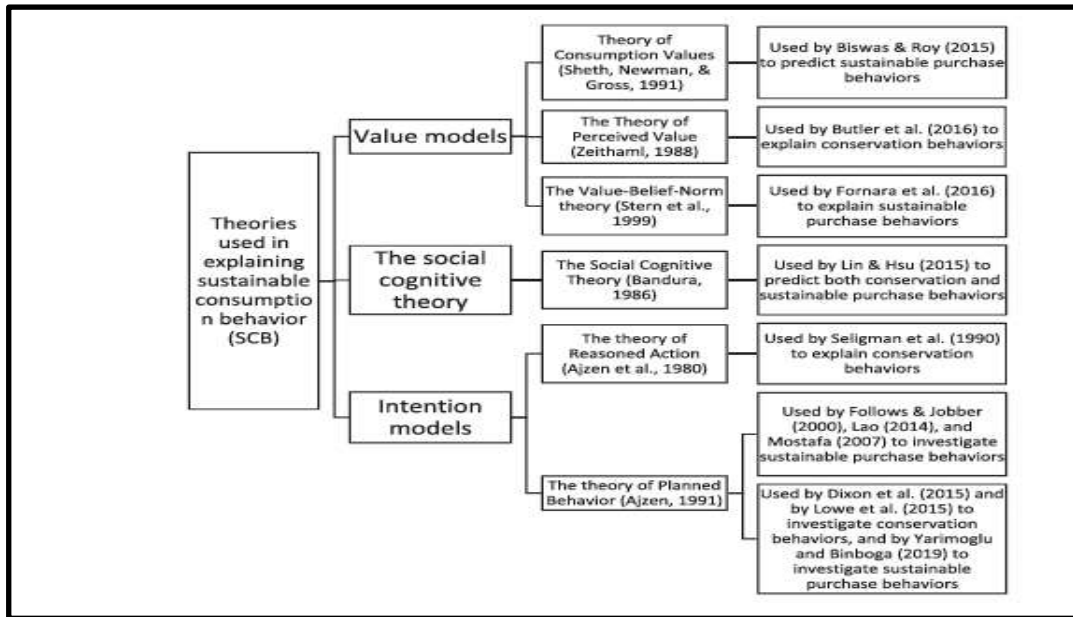 Theories
used in
explaining
sustainable
consumptio
n behavior
(SCB)
Value models
Theory of
Consumption Values
(Sheth, Newman, &
Gross, 1991)
Used by Biswas & Roy (2015)
to predict sustainable purchase
behaviors
The Theory of
Perceived Value
(Zeithaml, 1988)
Used by Butler et al. (2016) to
explain conservation behaviors
The Value-Belief-Norm
theory (Stern et al.,
1999)
Used by Fornara et al. (2016)
to explain sustainable
purchase behaviors
The social
cognitive
theory
The Social Cognitive
Theory (Bandura,
1986)
Used by Lin & Hsu (2015) to
predict both conservation and
sustainable purchase behaviors
Intention
models
The theory of
Reasoned Action
(Ajzen et al., 1980)
Used by Seligman et al. (1990)
to explain conservation
behaviors
The theory of Planned
Behavior (Ajzen, 1991)
Used by Follows & Jobber
(2000), Lao (2014), and
Mostafa (2007) to investigate
sustainable purchase behaviors
Used by Dixon et al. (2015) and
by Lowe et al. (2015) to
investigate conservation
behaviors, and by Yarimoglu
and Binboga (2019) to
investigate sustainable
purchase behaviors